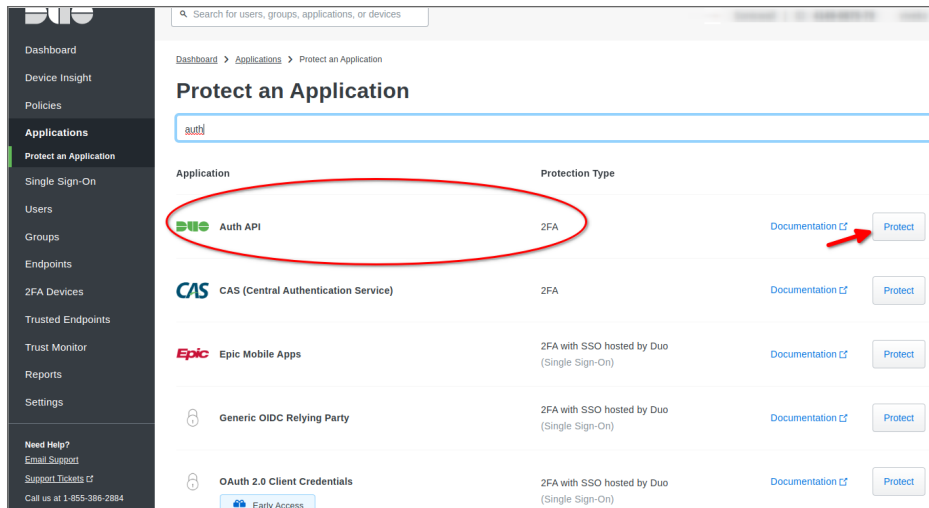 Search for users, groups, applications, or devices
Dashboard
Device Insight
Policies
Applications
Protect an Application
Single Sign-On
Users
Groups
Endpoints
2FA Devices
Trusted Endpoints
Trust Monitor
Reports
Settings
Need Help?
Email Support
Support Tickets
Call us at 1-855-386-2884
Dashboard > Applications > Protect an Application
Protect an Application
auth
Application Protection Type
DUO Auth API 2FA Documentation Protect
CAS CAS (Central Authentication Service) 2FA Documentation Protect
Epic Epic Mobile Apps 2FA with SSO hosted by Duo (Single Sign-On) Documentation Protect
Generic OIDC Relying Party 2FA with SSO hosted by Duo (Single Sign-On) Documentation Protect
OAuth 2.0 Client Credentials 2FA with SSO hosted by Duo (Single Sign-On) Documentation Protect
Early Access